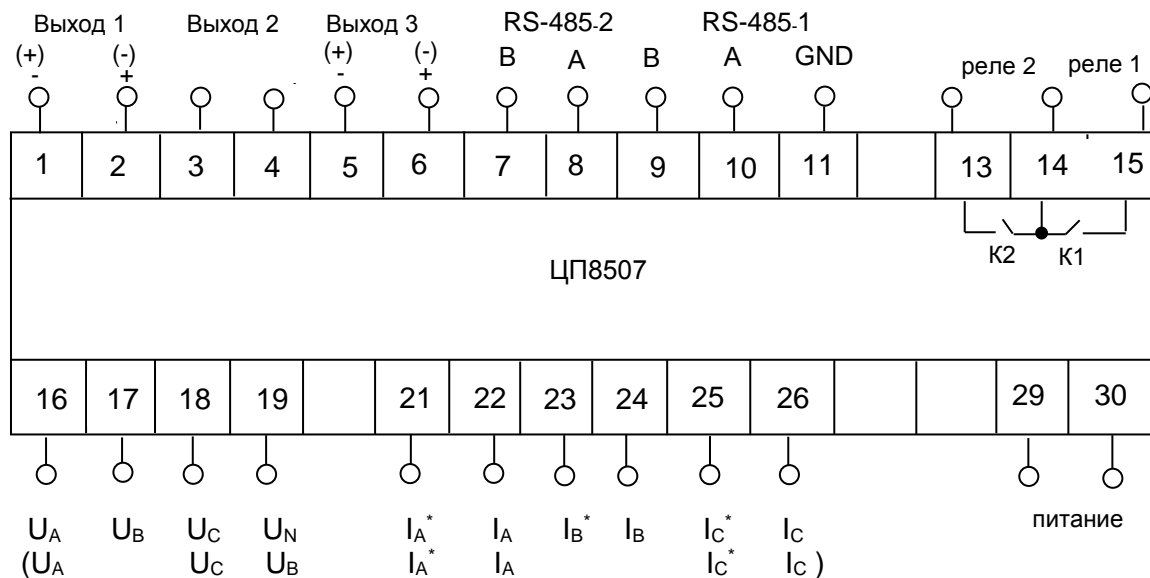 Выход 1 Выход 2 Выход 3 RS-485-2 RS-485-1
(+) (-) (+) (-) B A B A GND реле 2 реле 1
- + - +
1 2 3 4 5 6 7 8 9 10 11 13 14 15
К2 К1
ЦП8507
16 17 18 19 21 22 23 24 25 26 29 30
UA UB UC UN IA* IA IB* IB IC* IC питание
(UA UC UB IA* IA IC* IC )